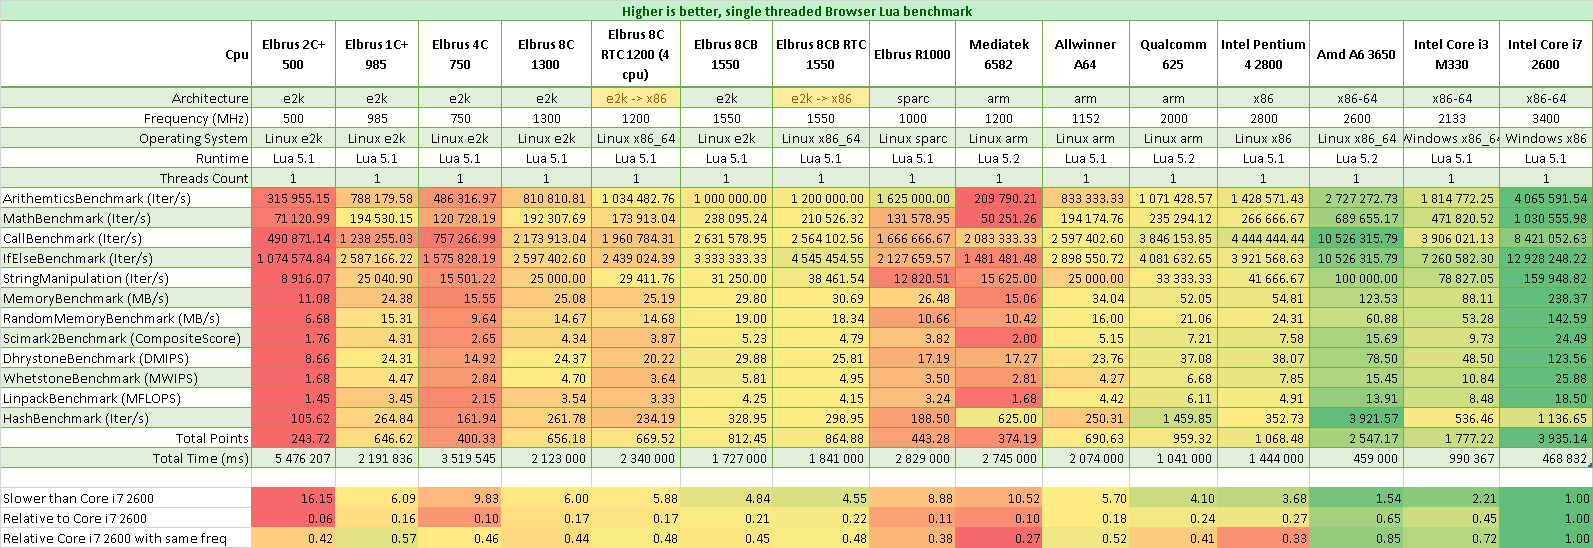 Higher is better, single threaded Browser Lua benchmark
Cpu Elbrus 2C+ 500 Elbrus 1C+ 985 Elbrus 4C 750 Elbrus 8C 1300 Elbrus 8C RTC 1200 (4 cpu) Elbrus 8CB 1550 Elbrus 8CB RTC 1550 Elbrus R1000 Mediatek 6582 Allwinner A64 Qualcomm 625 Intel Pentium 4 2800 Amd A6 3650 Intel Core i3 M330 Intel Core i7 2600
Architecture e2k e2k e2k e2k e2k -> x86 e2k e2k -> x86 sparc arm arm arm x86 x86-64 x86-64 x86-64
Frequency (MHz) 500 985 750 1300 1200 1550 1550 1000 1200 1152 2000 2800 2600 2133 3400
Operating System Linux e2k Linux e2k Linux e2k Linux e2k Linux x86_64 Linux e2k Linux x86_64 Linux sparc Linux arm Linux arm Linux arm Linux x86 Linux x86_64 Windows x86_64 Windows x86
Runtime Lua 5.1 Lua 5.1 Lua 5.1 Lua 5.1 Lua 5.1 Lua 5.1 Lua 5.1 Lua 5.1 Lua 5.2 Lua 5.1 Lua 5.1 Lua 5.1 Lua 5.2 Lua 5.1 Lua 5.1
Threads Count 1 1 1 1 1 1 1 1 1 1 1 1 1 1 1
ArithemticsBenchmark (Iter/s) 315 955.15 788 179.58 486 316.97 810 810.81 1 034 482.76 1 000 000.00 1 200 000.00 1 625 000.00 209 790.21 833 333.33 1 071 428.57 1 428 571.43 2 727 272.73 1 814 772.25 4 065 591.54
MathBenchmark (Iter/s) 71 120.99 194 530.15 120 728.19 192 307.69 173 913.04 238 095.24 210 526.32 131 578.95 50 251.26 194 174.76 235 294.12 266 666.67 689 655.17 471 820.52 1 030 555.98
CallBenchmark (Iter/s) 490 871.14 1 238 255.03 757 266.99 2 173 913.04 1 960 784.31 2 631 578.95 2 564 102.56 1 666 666.67 2 083 333.33 2 597 402.60 3 846 153.85 4 444 444.44 10 526 315.79 3 906 021.13 8 421 052.63
IfElseBenchmark (Iter/s) 1 074 574.84 2 587 166.22 1 575 828.19 2 597 402.60 2 439 024.39 3 333 333.33 4 545 454.55 2 127 659.57 1 481 481.48 2 898 550.72 4 081 632.65 3 921 568.63 10 526 315.79 7 260 582.30 12 928 248.22
StringManipulation (Iter/s) 8 916.07 25 040.90 15 501.22 25 000.00 29 411.76 31 250.00 38 461.54 12 820.51 15 625.00 25 000.00 33 333.33 41 666.67 100 000.00 78 827.05 159 948.82
MemoryBenchmark (MB/s) 11.08 24.38 15.55 25.08 25.19 29.80 30.69 26.48 15.06 34.04 52.05 54.81 123.53 88.11 238.37
RandomMemoryBenchmark (MB/s) 6.68 15.31 9.64 14.67 14.68 19.00 18.34 10.66 10.42 16.00 21.06 24.31 60.88 53.28 142.59
Scimark2Benchmark (CompositeScore) 1.76 4.31 2.65 4.34 3.87 5.23 4.79 3.82 2.00 5.15 7.21 7.58 15.69 9.73 24.49
DhrystoneBenchmark (DMIPS) 8.66 24.31 14.92 24.37 20.22 29.88 25.81 17.19 17.27 23.76 37.08 38.07 78.50 48.50 123.56
WhetstoneBenchmark (MWIPS) 1.68 4.47 2.84 4.70 3.64 5.81 4.95 3.50 2.81 4.27 6.68 7.85 15.45 10.84 25.88
LinpackBenchmark (MFLOPS) 1.45 3.45 2.15 3.54 3.33 4.25 4.15 3.24 1.68 4.42 6.11 4.91 13.91 8.48 18.50
HashBenchmark (Iter/s) 105.62 264.84 161.94 261.78 234.19 328.95 298.95 188.50 625.00 250.31 1 459.85 352.73 3 921.57 536.46 1 136.65
Total Points 243.72 646.62 400.33 656.18 669.52 812.45 864.88 443.28 374.19 690.63 959.32 1 068.48 2 547.17 1 777.22 3 935.14
Total Time (ms) 5 476 207 2 191 836 3 519 545 2 123 000 2 340 000 1 727 000 1 841 000 2 829 000 2 745 000 2 074 000 1 041 000 1 444 000 459 000 990 367 468 832
Slower than Core i7 2600 16.15 6.09 9.83 6.00 5.88 4.84 4.55 8.88 10.52 5.70 4.10 3.68 1.54 2.21 1.00
Relative to Core i7 2600 0.06 0.16 0.10 0.17 0.17 0.21 0.22 0.11 0.10 0.18 0.24 0.27 0.65 0.45 1.00
Relative Core i7 2600 with same freq 0.42 0.57 0.46 0.44 0.48 0.45 0.48 0.38 0.27 0.52 0.41 0.33 0.85 0.72 1.00